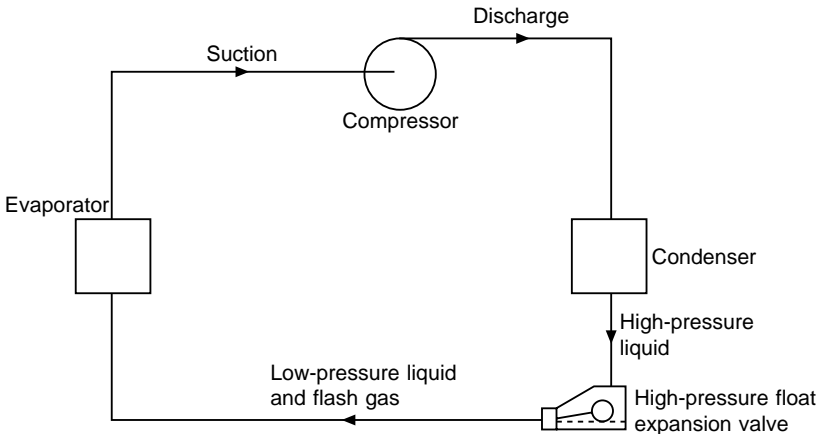 Discharge
Suction
Compressor
Evaporator
Condenser
High-pressure
liquid
Low-pressure liquid
and flash gas
High-pressure float
expansion valve